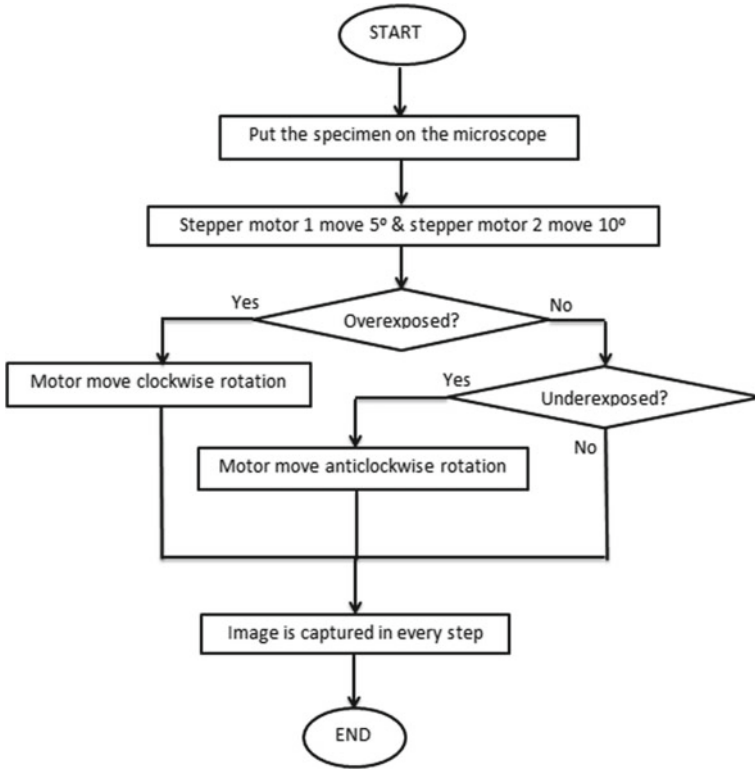 START
Put the specimen on the microscope
Stepper motor 1 move 5º & stepper motor 2 move 10º
Yes
No
Overexposed?
Motor move clockwise rotation
Yes
Underexposed?
No
Motor move anticlockwise rotation
Image is captured in every step
END